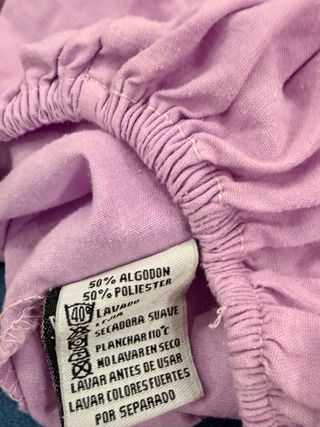 50% ALGODON
50% POLIESTER
40 LAVADO
LEJIA
SECADORA SUAVE
PLANCHAR 110°C
NO LAVAR EN SECO
LAVAR ANTES DE USAR
LAVAR COLORES FUERTES
POR SEPARADO